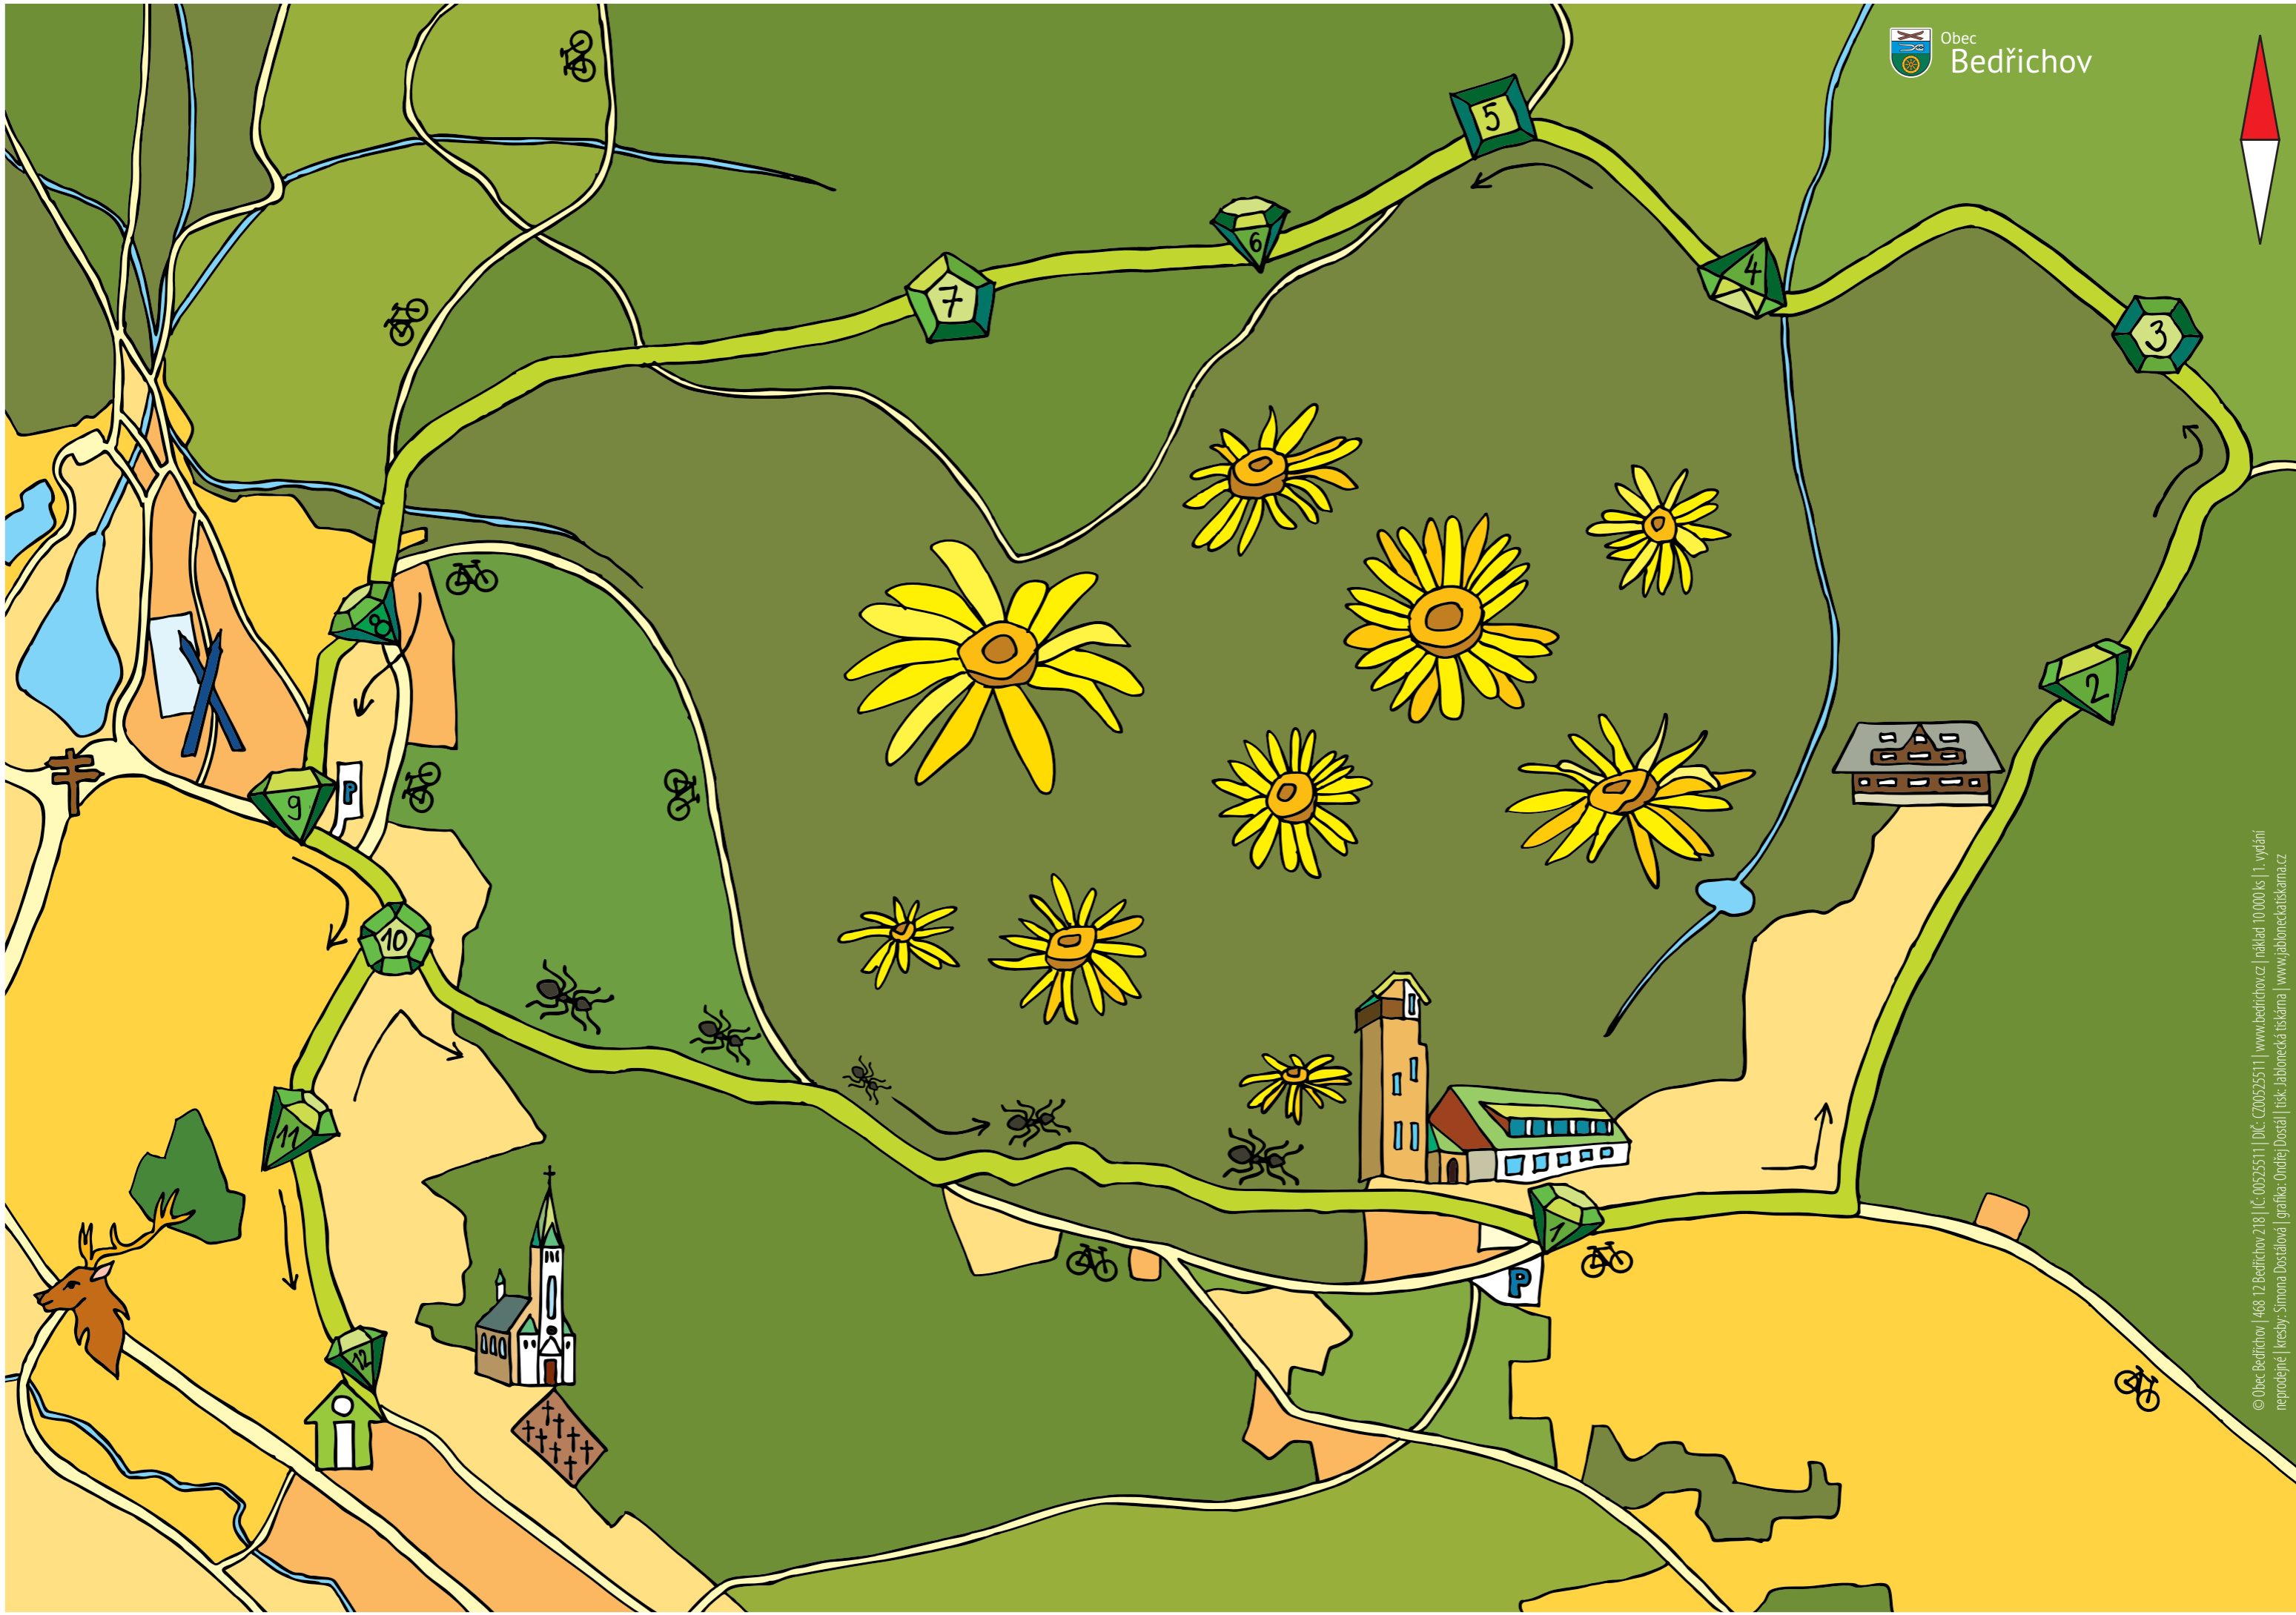 Obec
Bedřichov
5
4
6
7
3
2
8
9
P
10
11
12
1
P
© Obec Bedřichov | 468 12 Bedřichov 218 | IČ: 00525511 | DIČ: CZ00525511 | www.bedrichov.cz | náklad 10 000 ks | 1. vydání
neprodejné | kresby: Simona Dostálová | grafika: Ondřej Dostál | tisk: Jablonecká tiskárna | www.jabloneckatiskarna.cz